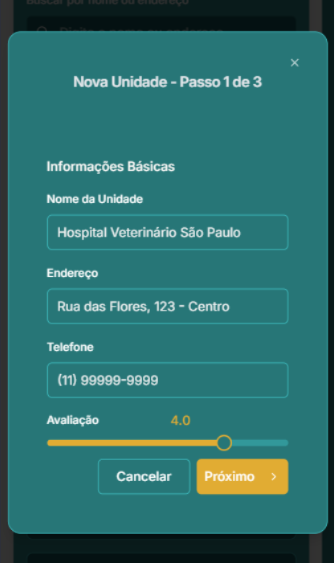 Buscar por nome ou endereço
Nova Unidade - Passo 1 de 3
Informações Básicas
Nome da Unidade
Hospital Veterinário São Paulo
Endereço
Rua das Flores, 123 - Centro
Telefone
(11) 99999-9999
Avaliação 4.0
Cancelar Próximo